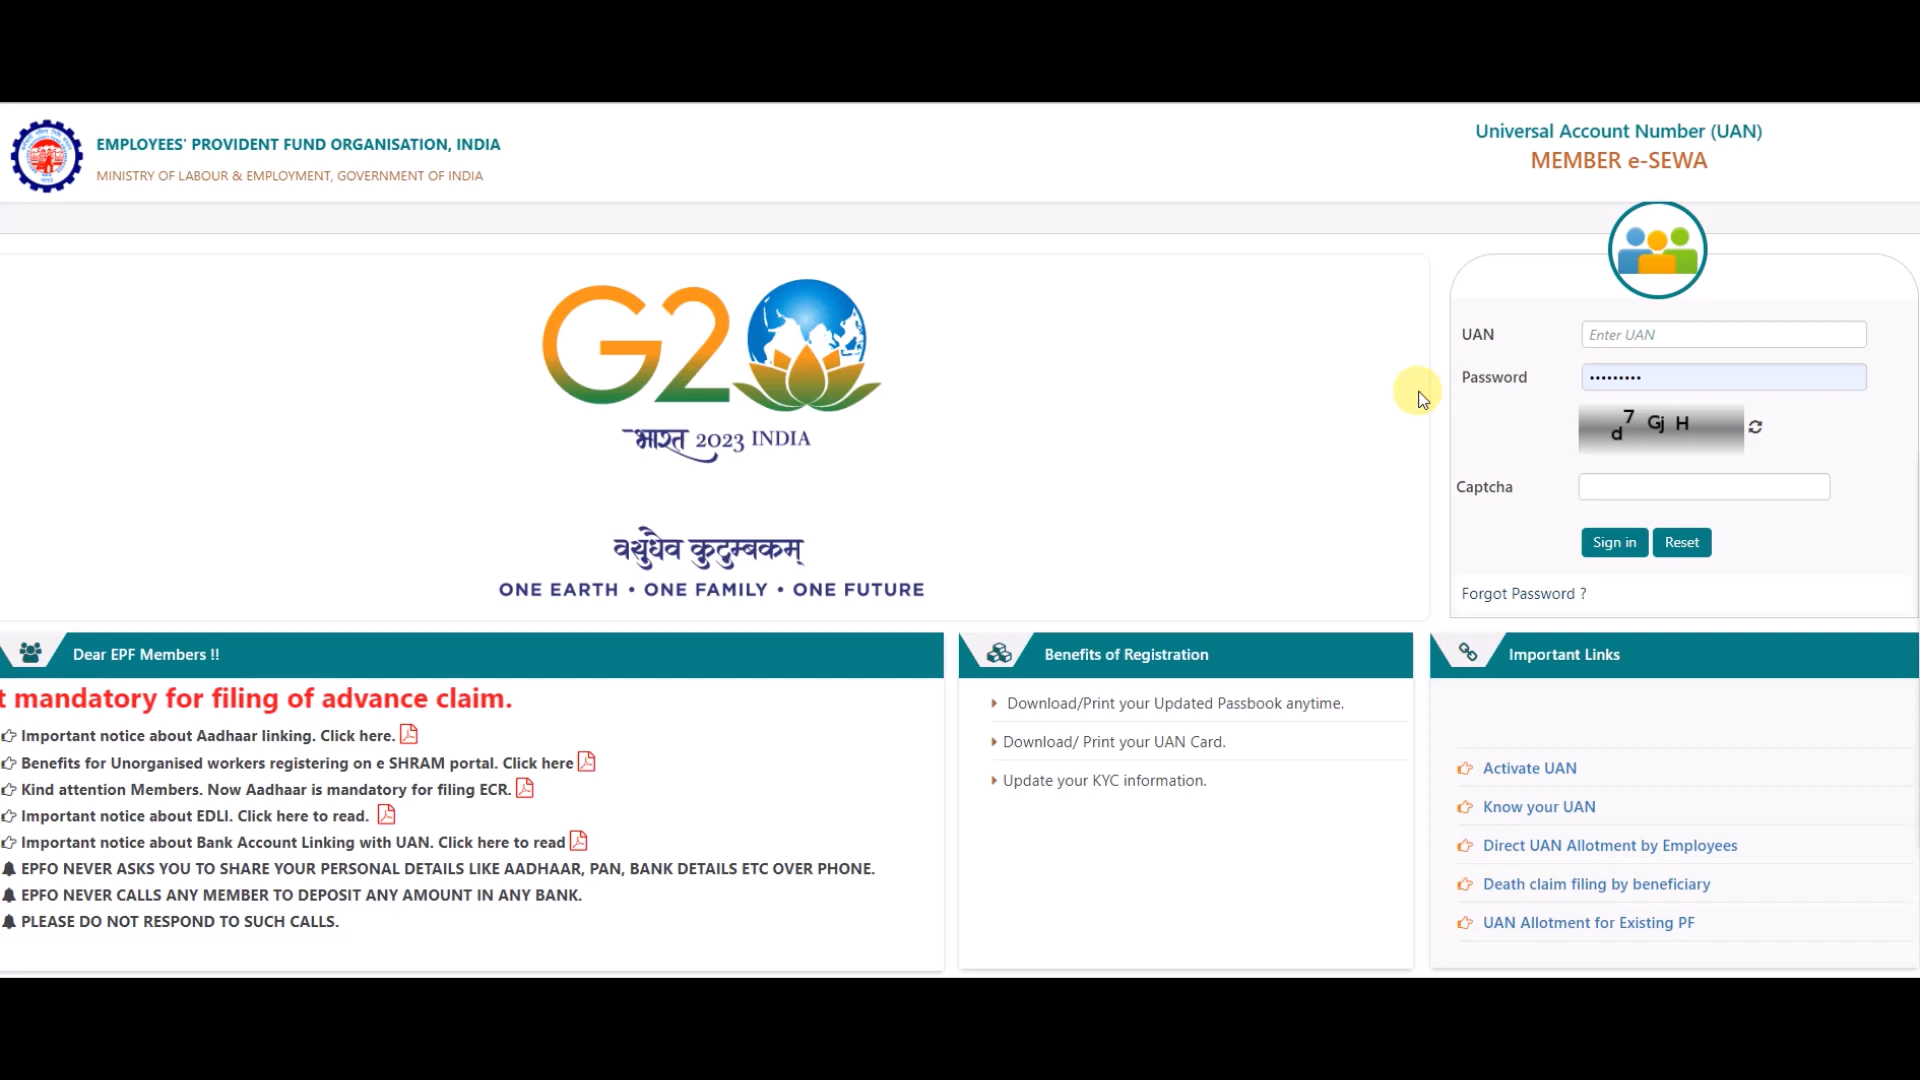 EMPLOYEES' PROVIDENT FUND ORGANISATION, INDIA
MINISTRY OF LABOUR & EMPLOYMENT, GOVERNMENT OF INDIA
Universal Account Number (UAN)
MEMBER e-SEWA
G20
भारत 2023 INDIA
वसुधैव कुटुम्बकम्
ONE EARTH • ONE FAMILY • ONE FUTURE
UAN
Enter UAN
Password
•••••••••
d7GjH
Captcha
Sign in
Reset
Forgot Password ?
Dear EPF Members !!
t mandatory for filing of advance claim.
Important notice about Aadhaar linking. Click here.
Benefits for Unorganised workers registering on e SHRAM portal. Click here
Kind attention Members. Now Aadhaar is mandatory for filing ECR.
Important notice about EDLI. Click here to read.
Important notice about Bank Account Linking with UAN. Click here to read
EPFO NEVER ASKS YOU TO SHARE YOUR PERSONAL DETAILS LIKE AADHAAR, PAN, BANK DETAILS ETC OVER PHONE.
EPFO NEVER CALLS ANY MEMBER TO DEPOSIT ANY AMOUNT IN ANY BANK.
PLEASE DO NOT RESPOND TO SUCH CALLS.
Benefits of Registration
Download/Print your Updated Passbook anytime.
Download/ Print your UAN Card.
Update your KYC information.
Important Links
Activate UAN
Know your UAN
Direct UAN Allotment by Employees
Death claim filing by beneficiary
UAN Allotment for Existing PF